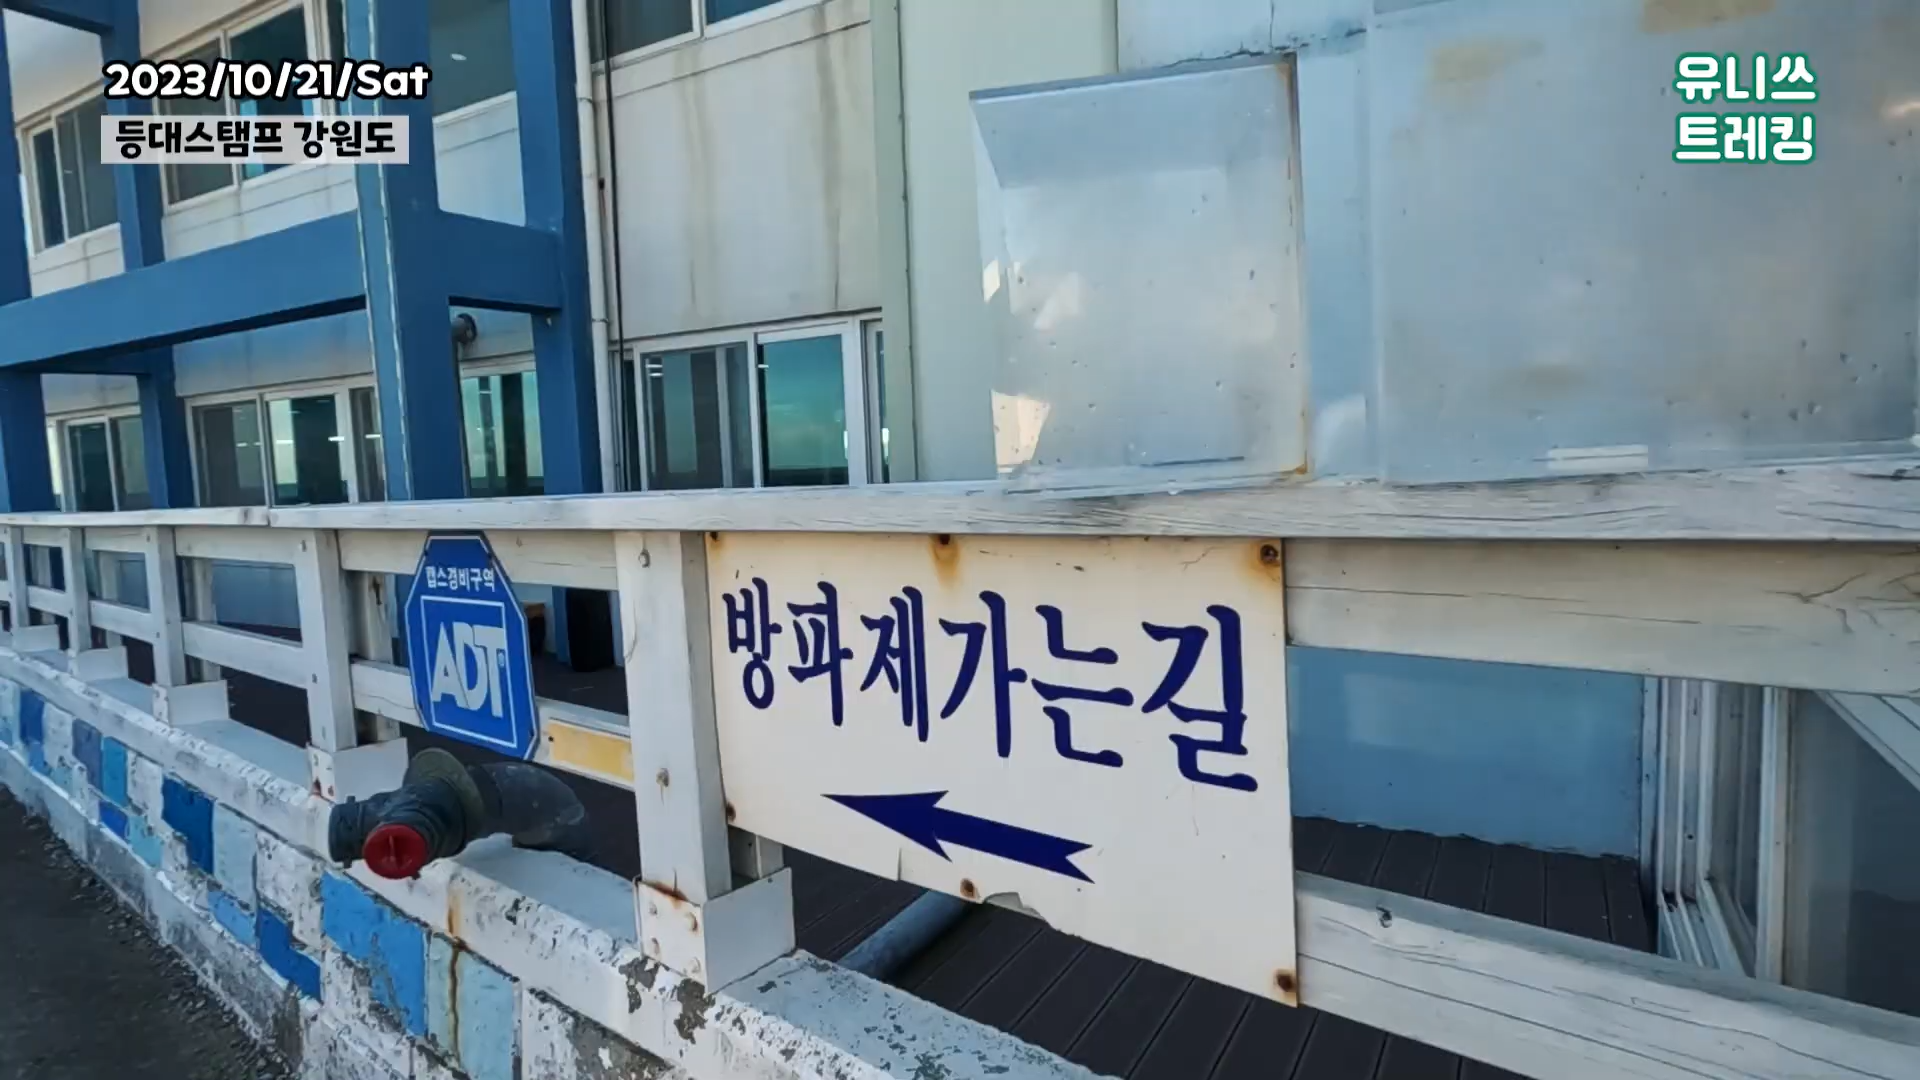 2023/10/21/Sat
등대스탬프 강원도
유니쓰
트레킹
캡스경비구역
ADT
방파제가는길